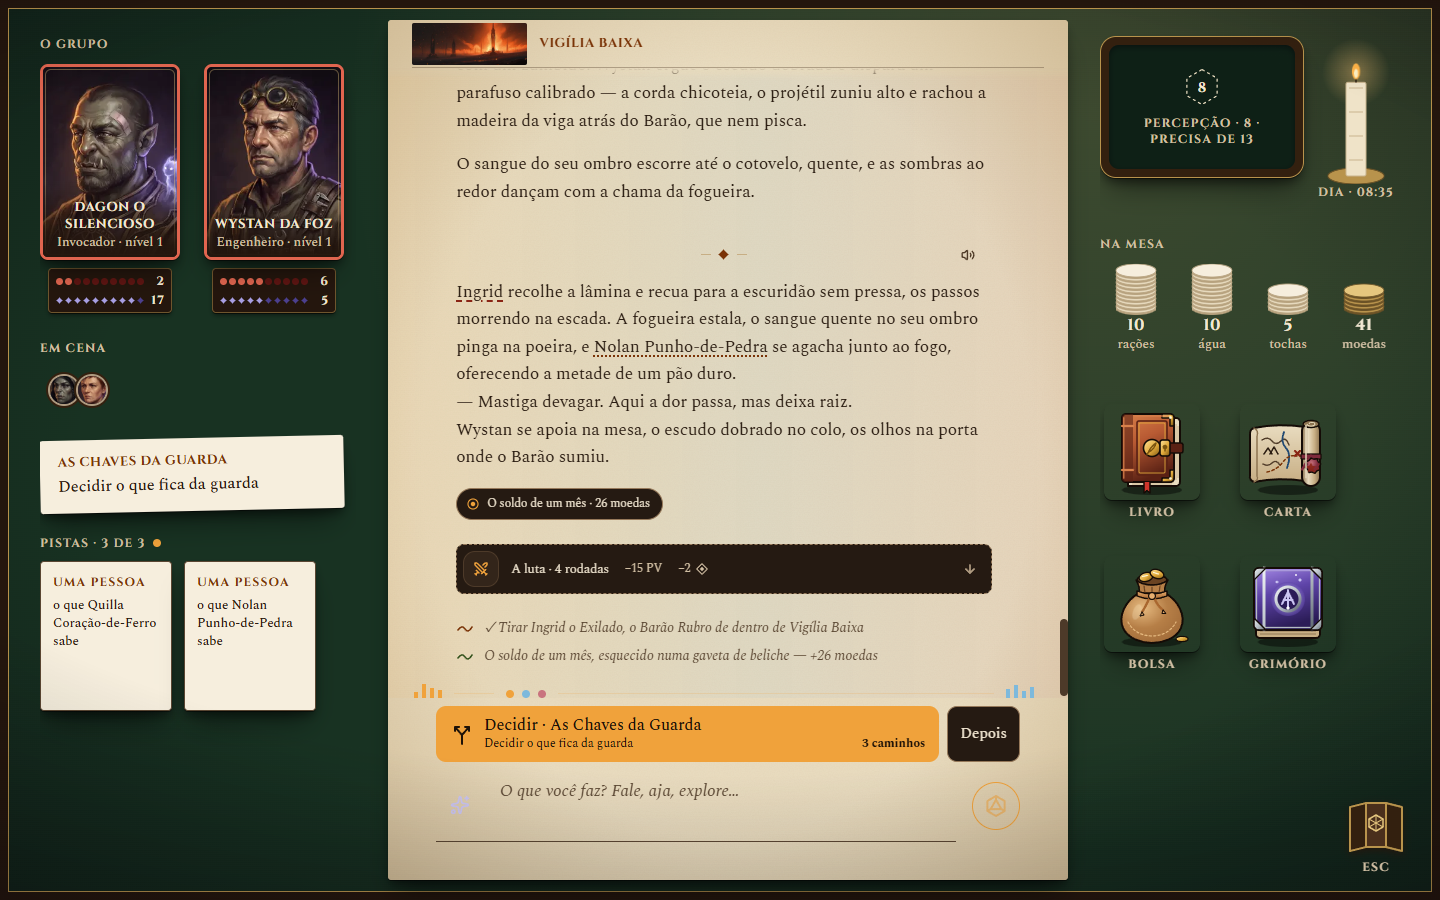 O GRUPO
DAGON O
SILENCIOSO
Invocador · nível 1
2
17
WYSTAN DA FOZ
Engenheiro · nível 1
6
5
EM CENA
AS CHAVES DA GUARDA
Decidir o que fica da guarda
PISTAS · 3 DE 3
UMA PESSOA
o que Quilla
Coração-de-Ferro
sabe
UMA PESSOA
o que Nolan
Punho-de-Pedra
sabe
VIGÍLIA BAIXA
parafuso calibrado — a corda chicoteia, o projétil zuniu alto e rachou a
madeira da viga atrás do Barão, que nem pisca.
O sangue do seu ombro escorre até o cotovelo, quente, e as sombras ao
redor dançam com a chama da fogueira.
Ingrid recolhe a lâmina e recua para a escuridão sem pressa, os passos
morrendo na escada. A fogueira estala, o sangue quente no seu ombro
pinga na poeira, e Nolan Punho-de-Pedra se agacha junto ao fogo,
oferecendo a metade de um pão duro.
— Mastiga devagar. Aqui a dor passa, mas deixa raiz.
Wystan se apoia na mesa, o escudo dobrado no colo, os olhos na porta
onde o Barão sumiu.
O soldo de um mês · 26 moedas
A luta · 4 rodadas −15 PV −2
✓Tirar Ingrid o Exilado, o Barão Rubro de dentro de Vigília Baixa
O soldo de um mês, esquecido numa gaveta de beliche — +26 moedas
Decidir · As Chaves da Guarda
Decidir o que fica da guarda
3 caminhos
Depois
O que você faz? Fale, aja, explore...
8
PERCEPÇÃO · 8 ·
PRECISA DE 13
DIA · 08:35
NA MESA
10
rações
10
água
5
tochas
41
moedas
LIVRO
CARTA
BOLSA
GRIMÓRIO
ESC